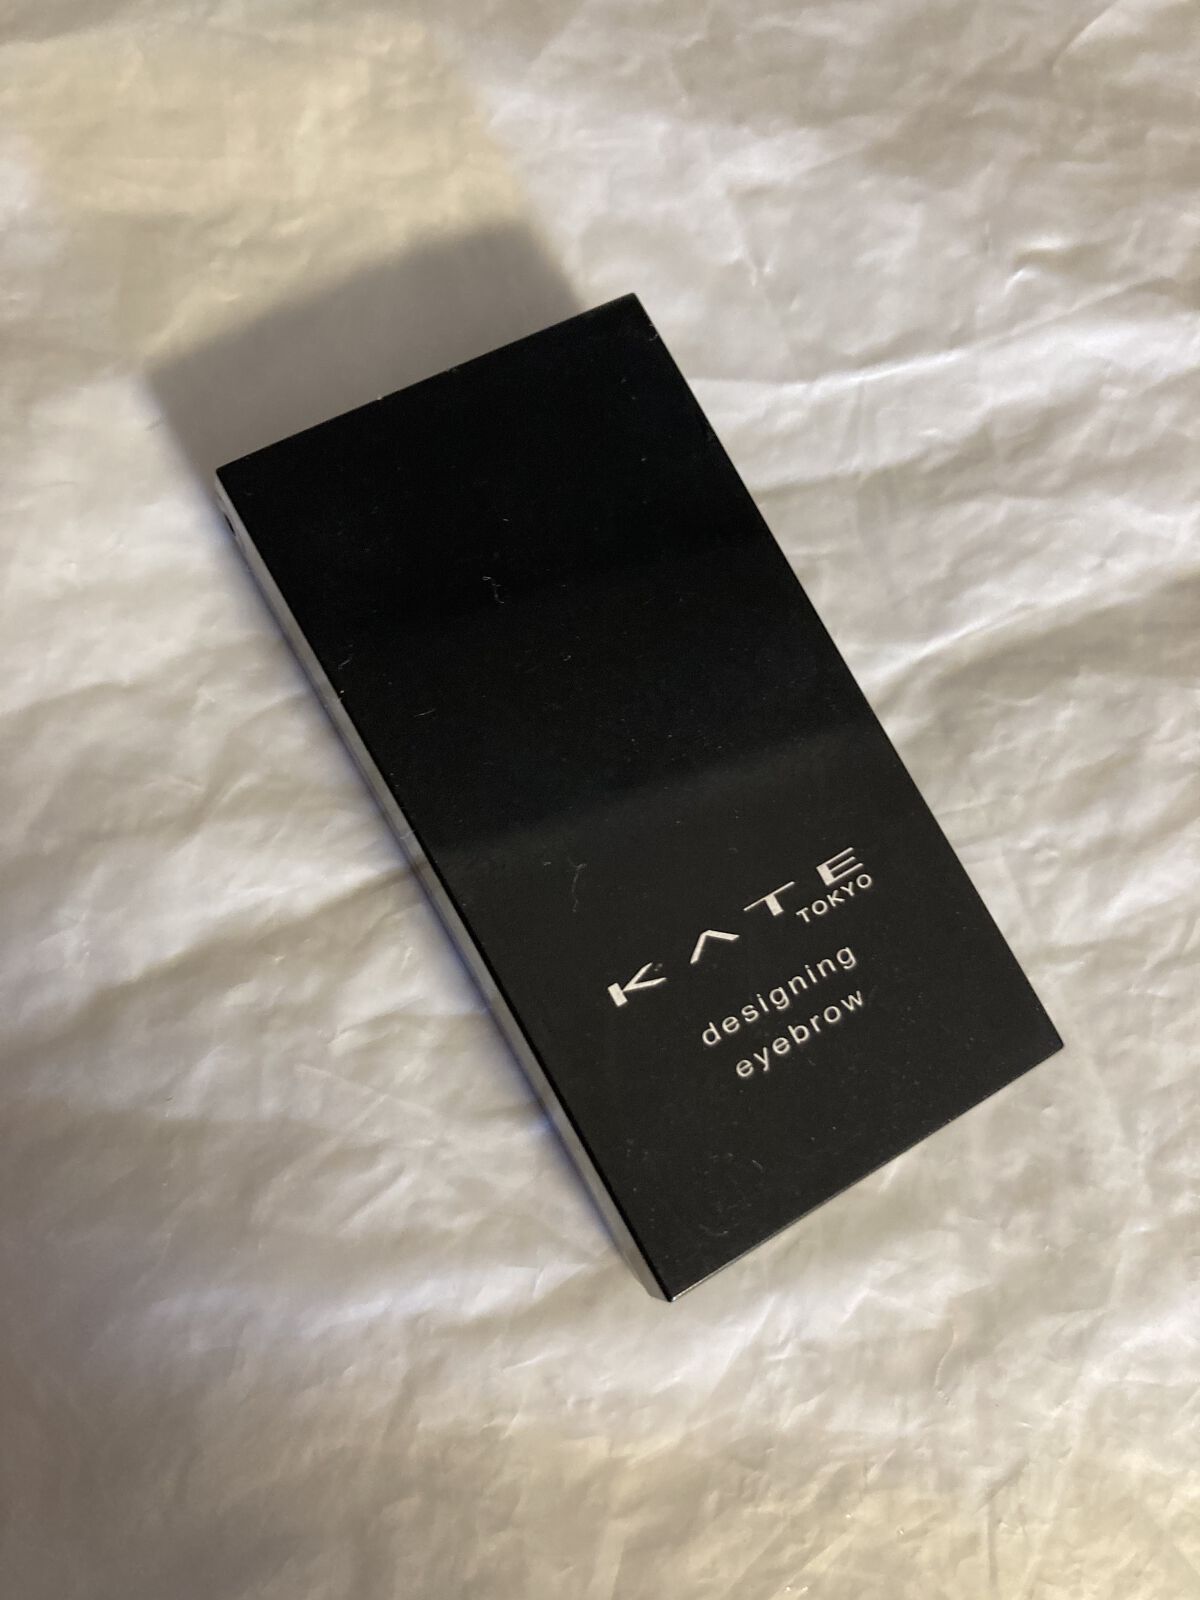 KATE
TOKYO
designing
eyebrow